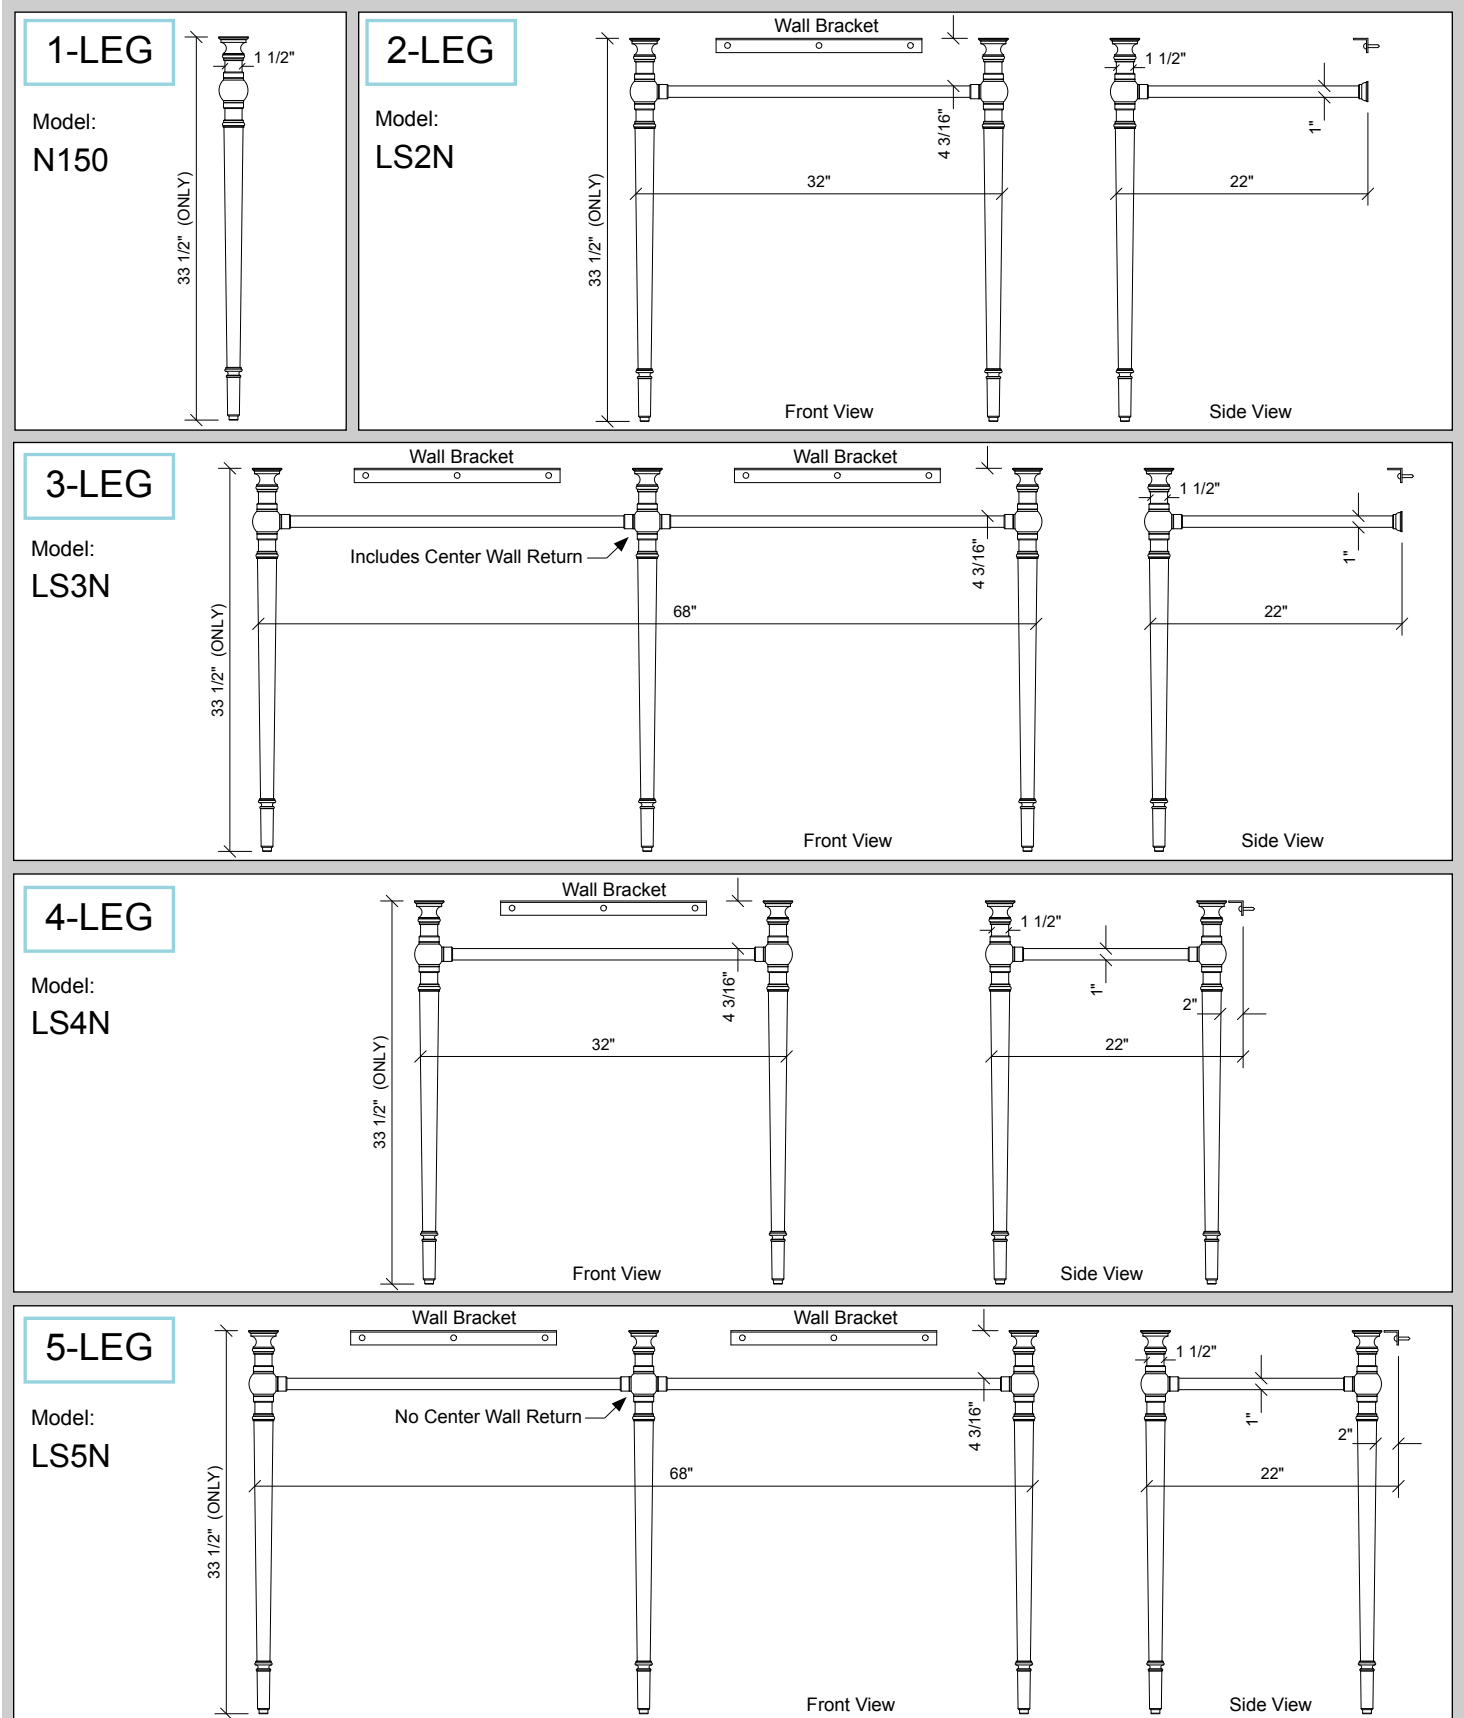 1-LEG
Model:
N150
1 1/2"
33 1/2" (ONLY)
2-LEG
Model:
LS2N
Wall Bracket
33 1/2" (ONLY)
4 3/16"
32"
Front View
1 1/2"
1"
22"
Side View
3-LEG
Model:
LS3N
Wall Bracket
Wall Bracket
Includes Center Wall Return
4 3/16"
68"
33 1/2" (ONLY)
Front View
1 1/2"
1"
22"
Side View
4-LEG
Model:
LS4N
Wall Bracket
4 3/16"
32"
33 1/2" (ONLY)
Front View
1 1/2"
1"
2"
22"
Side View
5-LEG
Model:
LS5N
Wall Bracket
Wall Bracket
No Center Wall Return
4 3/16"
68"
33 1/2" (ONLY)
Front View
1 1/2"
1"
2"
22"
Side View